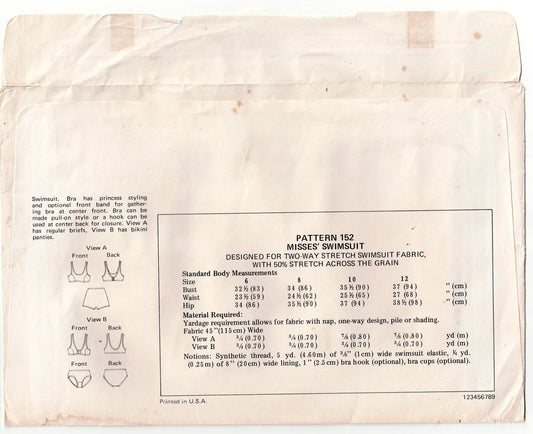 Swimsuit. Bra has princess styling
and optional front band for gather-
ing bra at center front. Bra can be
made pull-on style or a hook can be
used at center back for closure. View A
has regular briefs, View B has bikini
panties.
View A
Front Back
View B
Front Back
Front Back
PATTERN 152
MISSES' SWIMSUIT
DESIGNED FOR TWO-WAY STRETCH SWIMSUIT FABRIC,
WITH 50% STRETCH ACROSS THE GRAIN
Standard Body Measurements
Size 6 8 10 12
Bust 32½ (83) 34 (86) 35½ (90) 37 (94) " (cm)
Waist 23½ (59) 24½ (62) 25½ (65) 27 (68) " (cm)
Hip 34 (86) 35½ (90) 37 (94) 38½ (98) " (cm)
Material Required:
Yardage requirement allows for fabric with nap, one-way design, pile or shading.
Fabric 45" (115 cm) Wide
View A ¾ (0.70) ¾ (0.70) ⅞ (0.80) ⅞ (0.80) yd (m)
View B ¾ (0.70) ¾ (0.70) ¾ (0.70) ¾ (0.70) yd (m)
Notions: Synthetic thread, 5 yd. (4.60m) of ⅜" (1cm) wide swimsuit elastic, ¼ yd.
(0.25m) of 8" (20cm) wide lining, 1" (2.5cm) bra hook (optional), bra cups (optional).
Printed in U.S.A.
123456789